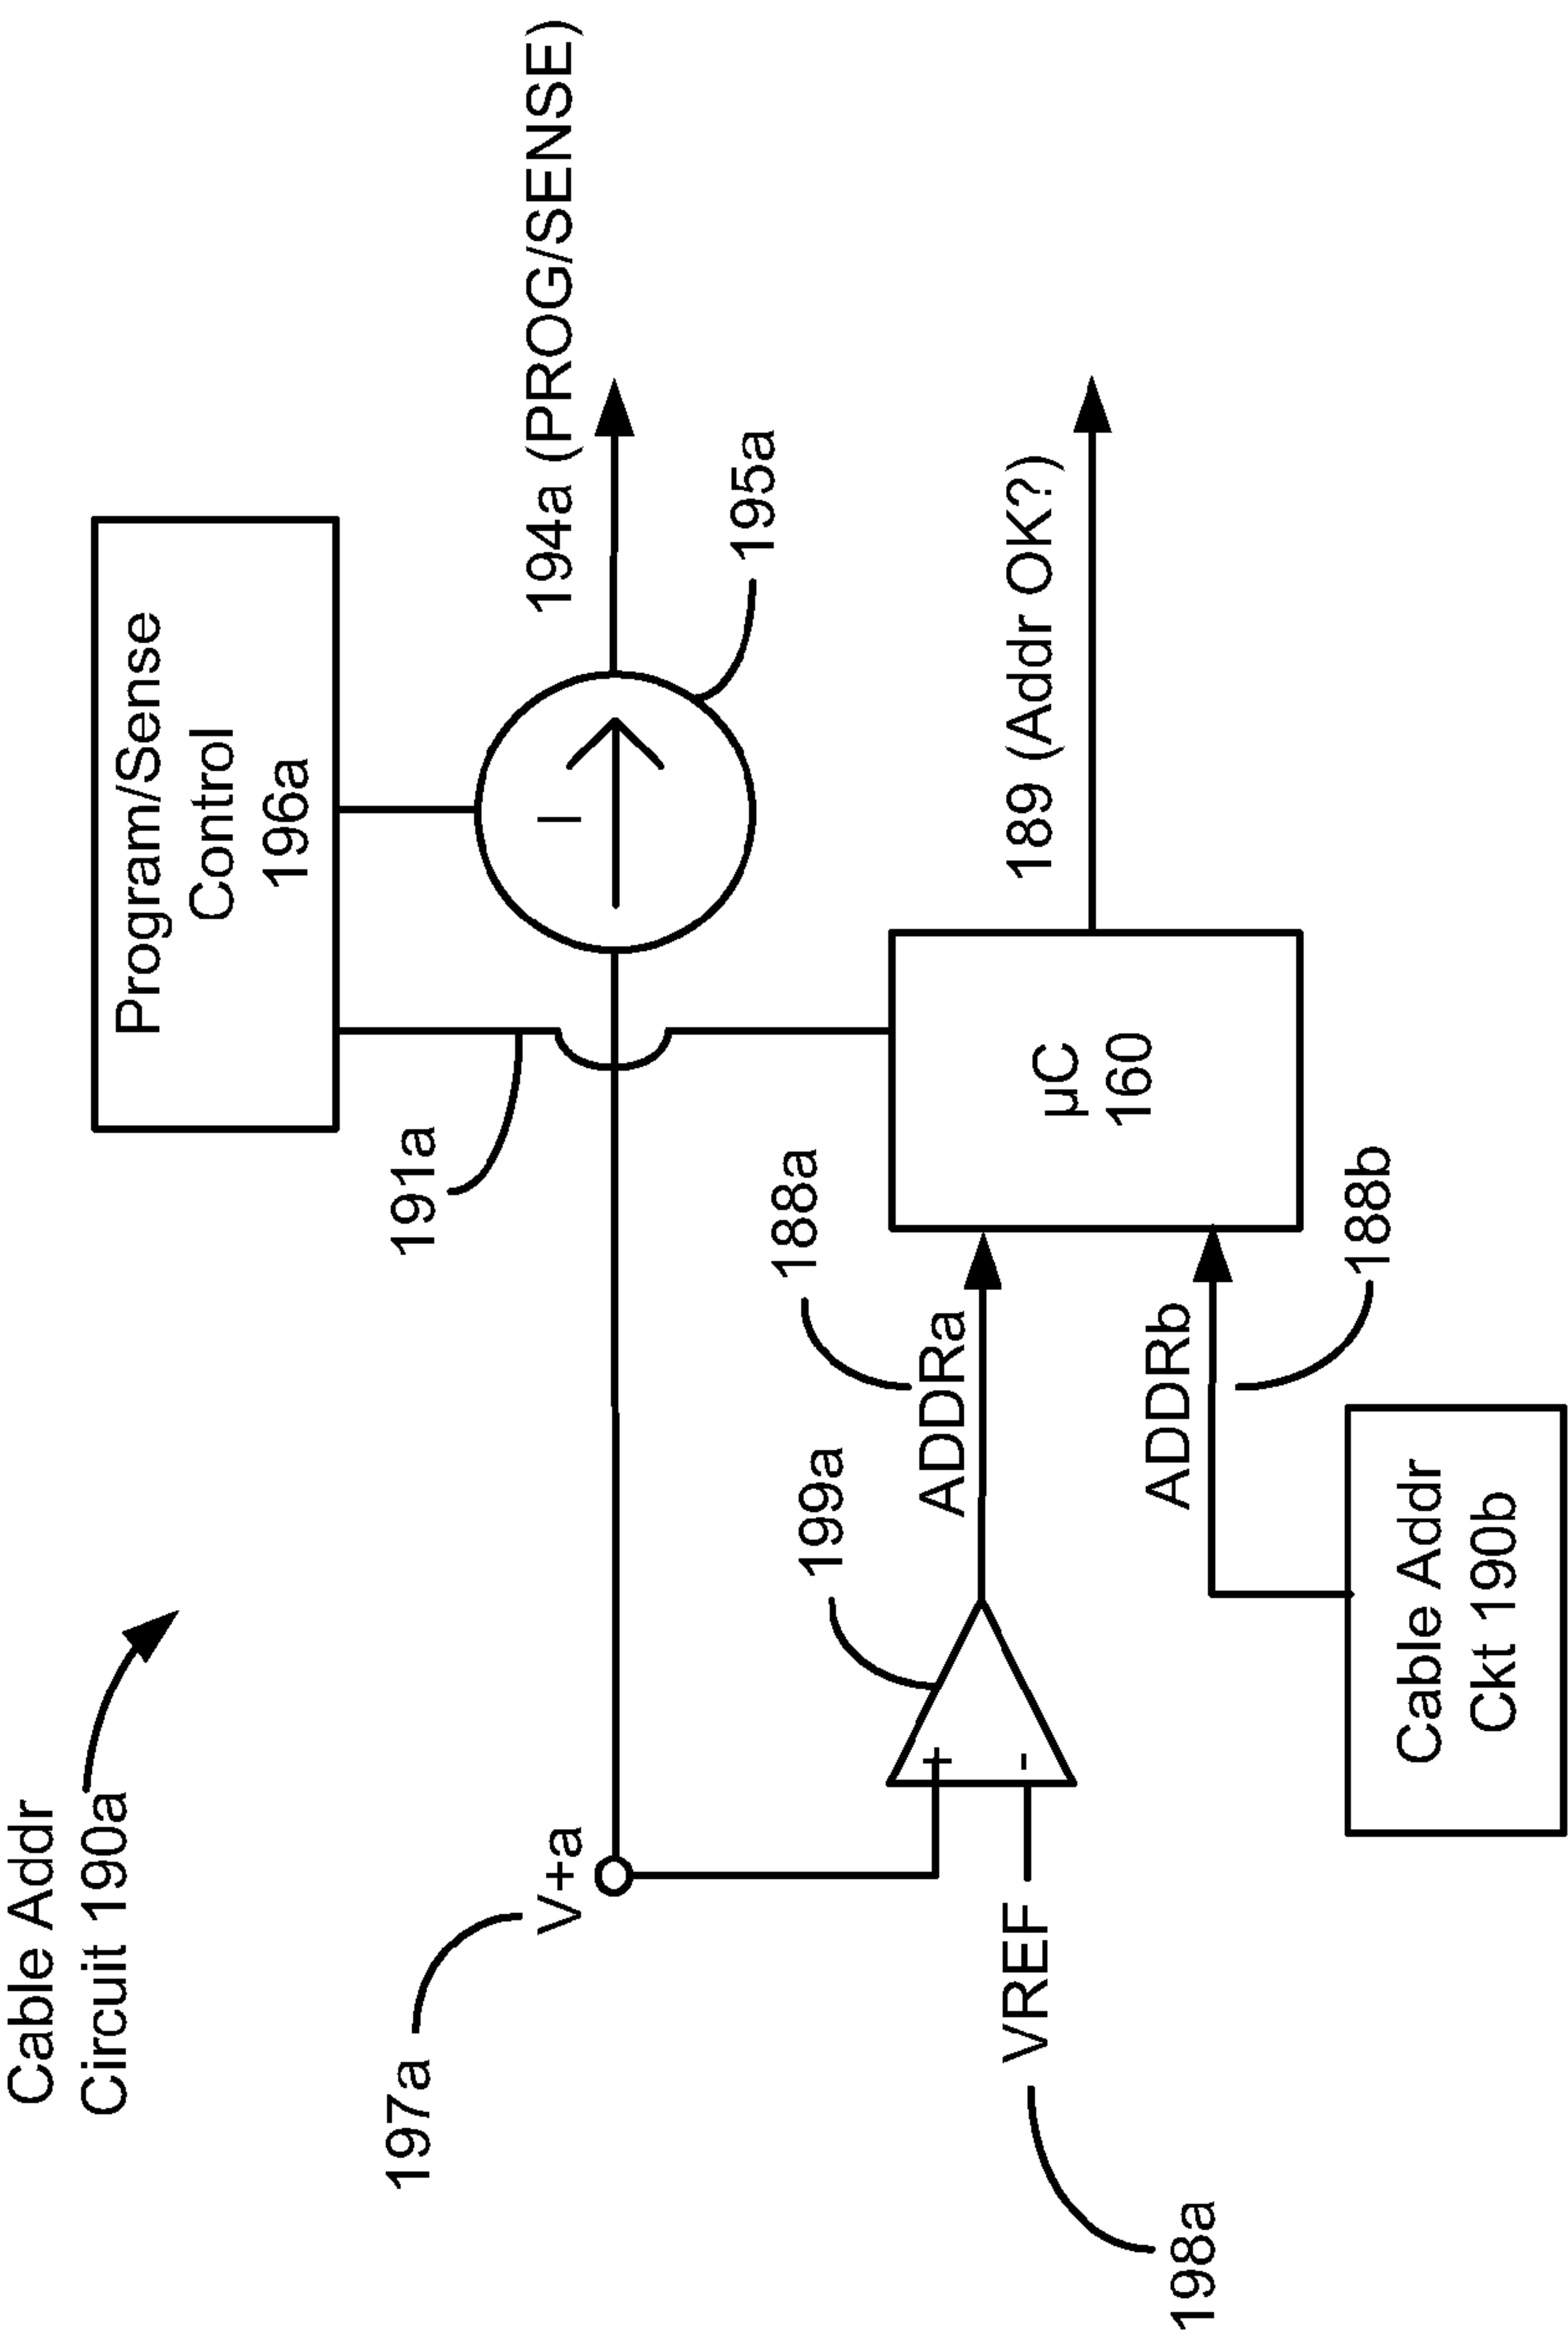 Cable Addr
Circuit 190a
Program/Sense
Control
196a
191a
194a (PROG/SENSE)
I
195a
197a
V+a
199a
188a
ADDRa
+
-
VREF
198a
µC
160
189 (Addr OK?)
ADDRb
188b
Cable Addr
Ckt 190b